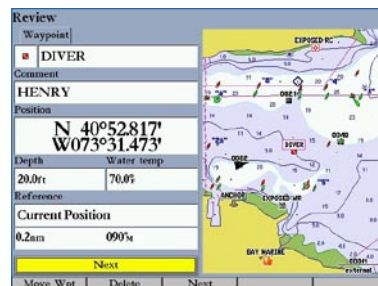 Review
Waypoint
DIVER
Comment
HENRY
Position
N 40°52.817'
W073°31.473'
Depth
Water temp
20.0ft
70.0°
Reference
Current Position
0.2nm
090°M
Next
Move Wpt
Delete
Next
EXPOSED RC
DIVER
0040
ANCHOR
EXPOSED WR
BAY MARINE
external